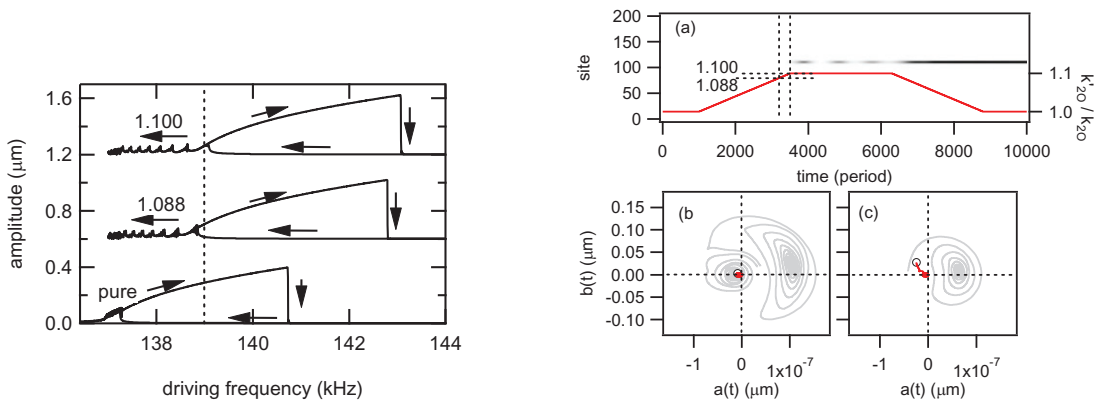 amplitude (μm)
1.6
1.2
0.8
0.4
0.0
1.100
1.088
pure
138
140
142
144
driving frequency (kHz)
(a)
site
200
150
100
50
0
1.100
1.088
1.1
1.0
k'₂₀ / k₂₀
0
2000
4000
6000
8000
10000
time (period)
(b)
(c)
b(t) (μm)
0.15
0.10
0.05
0.00
-0.05
-0.10
-1
0
1x10⁻⁷
a(t) (μm)
-1
0
1x10⁻⁷
a(t) (μm)